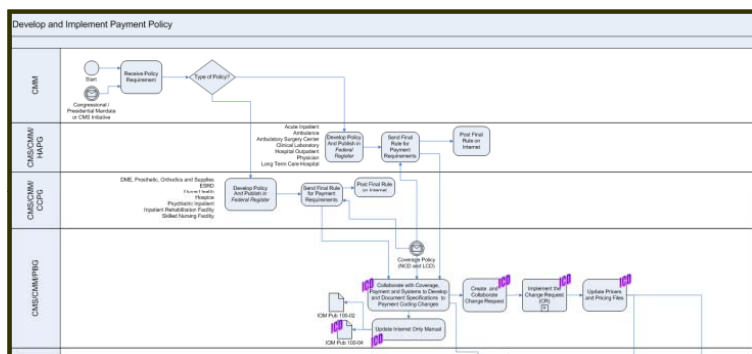 Develop and Implement Payment Policy
CMM
Start
Congressional /
Presidential Mandate
or CMS Initiative
Receive Policy
Requirement
Type of Policy?
CMS/CMM/
HAPG
Acute Inpatient
Ambulance
Ambulatory Surgery Center
Clinical Laboratory
Hospital Outpatient
Physician
Long Term Care Hospital
Develop Policy
And Publish in
Federal Register
Send Final
Rule for
Payment
Requirements
Post Final
Rule on
Internet
CMS/CMM/
CCPG
DME, Prosthetic, Orthotics and Supplies
ESRD
Home Health
Hospice
Psychiatric Inpatient
Inpatient Rehabilitation Facility
Skilled Nursing Facility
Develop Policy
And Publish in
Federal Register
Send Final Rule
for Payment
Requirements
Post Final Rule
on Internet
CMS/CMM/PBG
Coverage Policy
(NCD and LCD)
ICD
Collaborate with Coverage,
Payment and Systems to Develop
and Document Specifications to
Payment Coding Changes
ICD
Create and
Collaborate
Change Request
ICD
Implement the
Change Request
(CR)
ICD
Update Pricers
and Pricing Files
IOM Pub 100-02
ICD
IOM Pub 100-04
ICD
Update Internet Only Manual